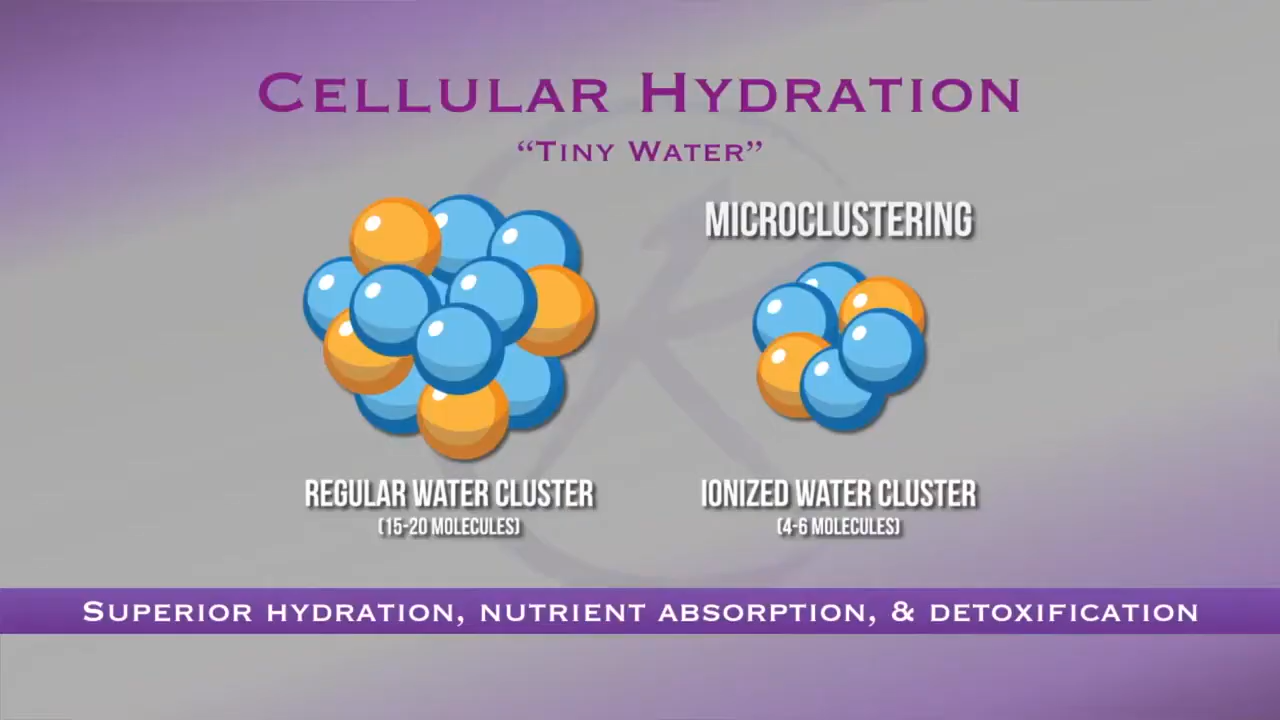 CELLULAR HYDRATION
“TINY WATER”
MICROCLUSTERING
REGULAR WATER CLUSTER
(15-20 MOLECULES)
IONIZED WATER CLUSTER
(4-6 MOLECULES)
SUPERIOR HYDRATION, NUTRIENT ABSORPTION, & DETOXIFICATION